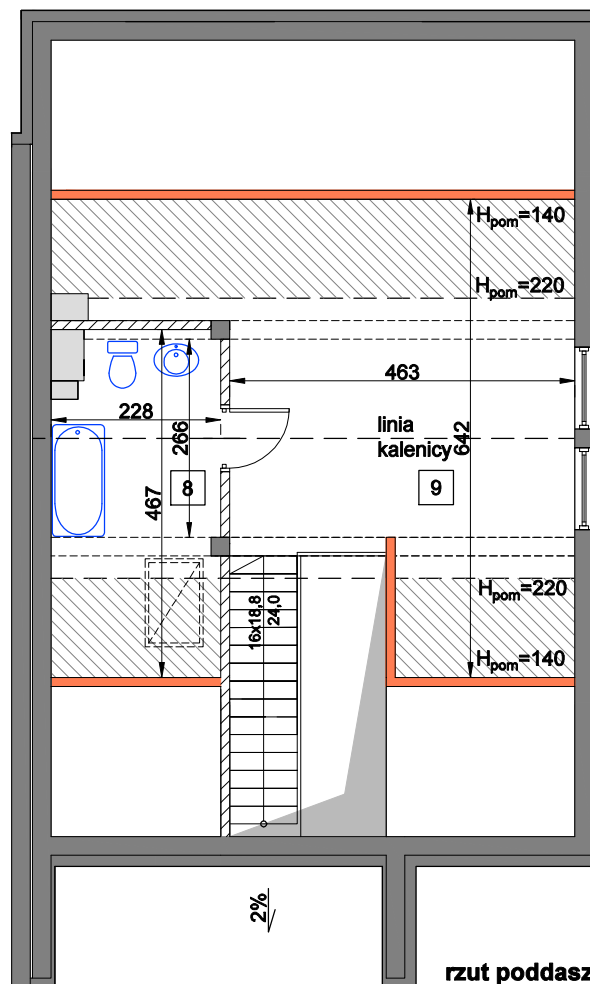 Hpom=140
Hpom=220
463
228
266
linia
kalenicy
642
467
8
9
16x18,8
24,0
Hpom=220
Hpom=140
2%
rzut poddasz